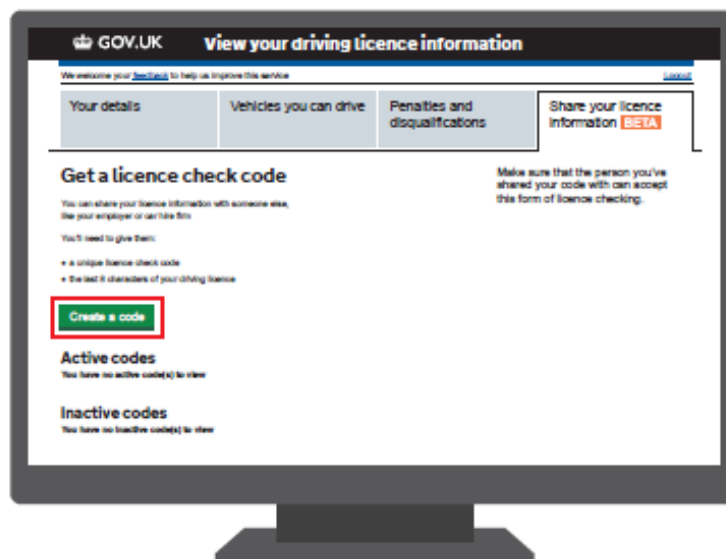 GOV.UK View your driving licence information
We welcome your feedback to help us improve this service Logout
Your details
Vehicles you can drive
Penalties and
disqualifications
Share your licence
information BETA
Get a licence check code
You can share your licence information with someone else,
like your employer or car hire firm
You'll need to give them:
• a unique licence check code
• the last 8 characters of your driving licence
Make sure that the person you've
shared your code with can accept
this form of licence checking.
Create a code
Active codes
You have no active code(s) to view
Inactive codes
You have no inactive code(s) to view